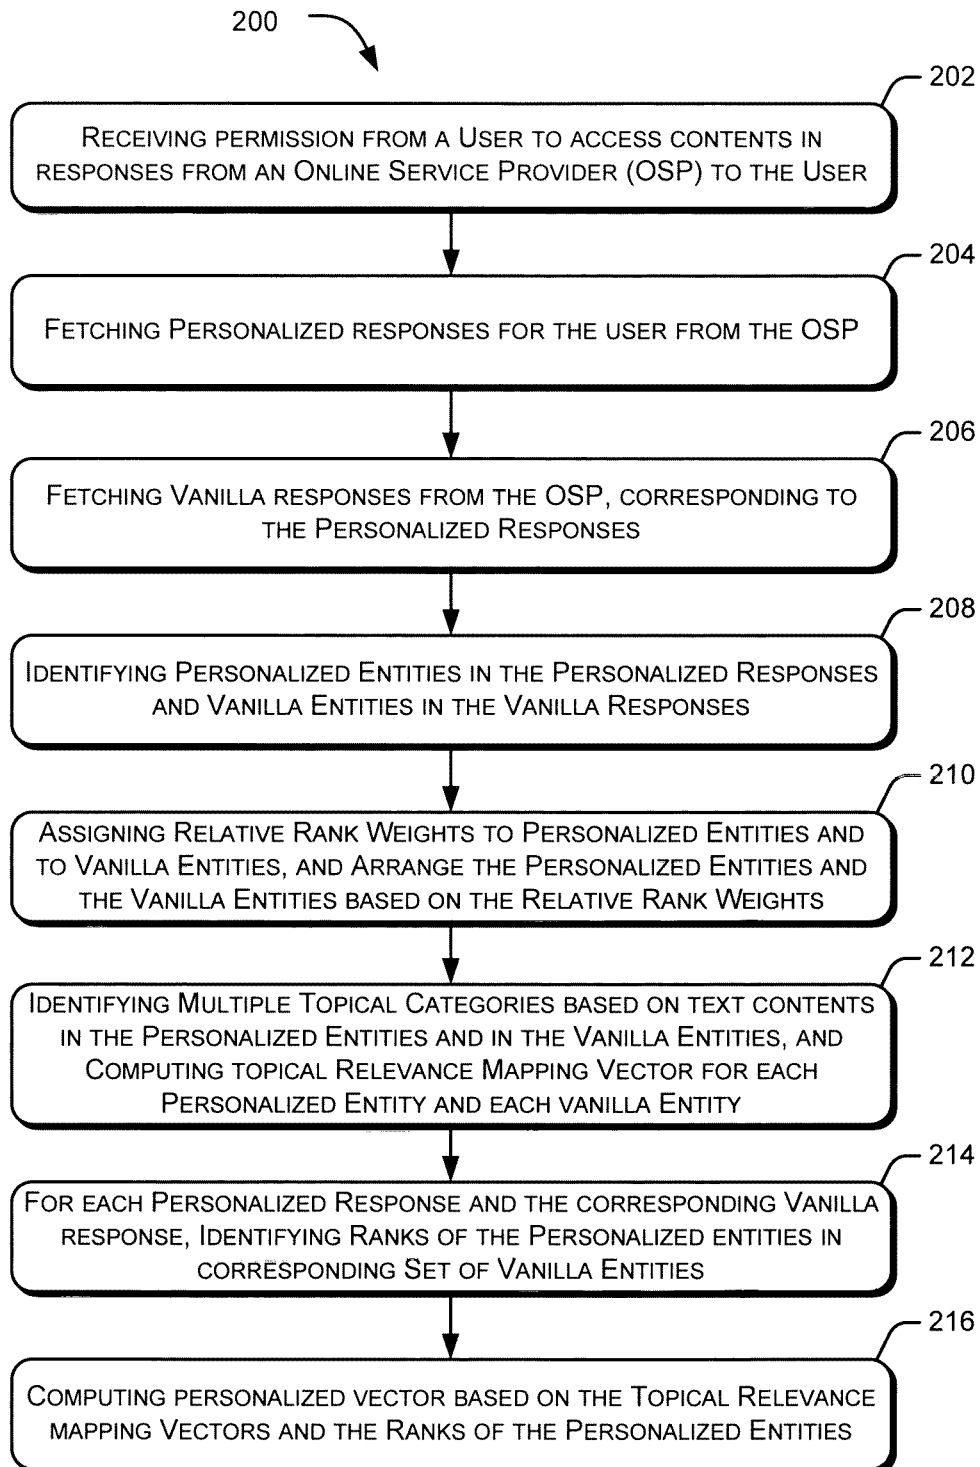 200
202
RECEIVING PERMISSION FROM A USER TO ACCESS CONTENTS IN
RESPONSES FROM AN ONLINE SERVICE PROVIDER (OSP) TO THE USER
204
FETCHING PERSONALIZED RESPONSES FOR THE USER FROM THE OSP
206
FETCHING VANILLA RESPONSES FROM THE OSP, CORRESPONDING TO
THE PERSONALIZED RESPONSES
208
IDENTIFYING PERSONALIZED ENTITIES IN THE PERSONALIZED RESPONSES
AND VANILLA ENTITIES IN THE VANILLA RESPONSES
210
ASSIGNING RELATIVE RANK WEIGHTS TO PERSONALIZED ENTITIES AND
TO VANILLA ENTITIES, AND ARRANGE THE PERSONALIZED ENTITIES AND
THE VANILLA ENTITIES BASED ON THE RELATIVE RANK WEIGHTS
212
IDENTIFYING MULTIPLE TOPICAL CATEGORIES BASED ON TEXT CONTENTS
IN THE PERSONALIZED ENTITIES AND IN THE VANILLA ENTITIES, AND
COMPUTING TOPICAL RELEVANCE MAPPING VECTOR FOR EACH
PERSONALIZED ENTITY AND EACH VANILLA ENTITY
214
FOR EACH PERSONALIZED RESPONSE AND THE CORRESPONDING VANILLA
RESPONSE, IDENTIFYING RANKS OF THE PERSONALIZED ENTITIES IN
CORRESPONDING SET OF VANILLA ENTITIES
216
COMPUTING PERSONALIZED VECTOR BASED ON THE TOPICAL RELEVANCE
MAPPING VECTORS AND THE RANKS OF THE PERSONALIZED ENTITIES